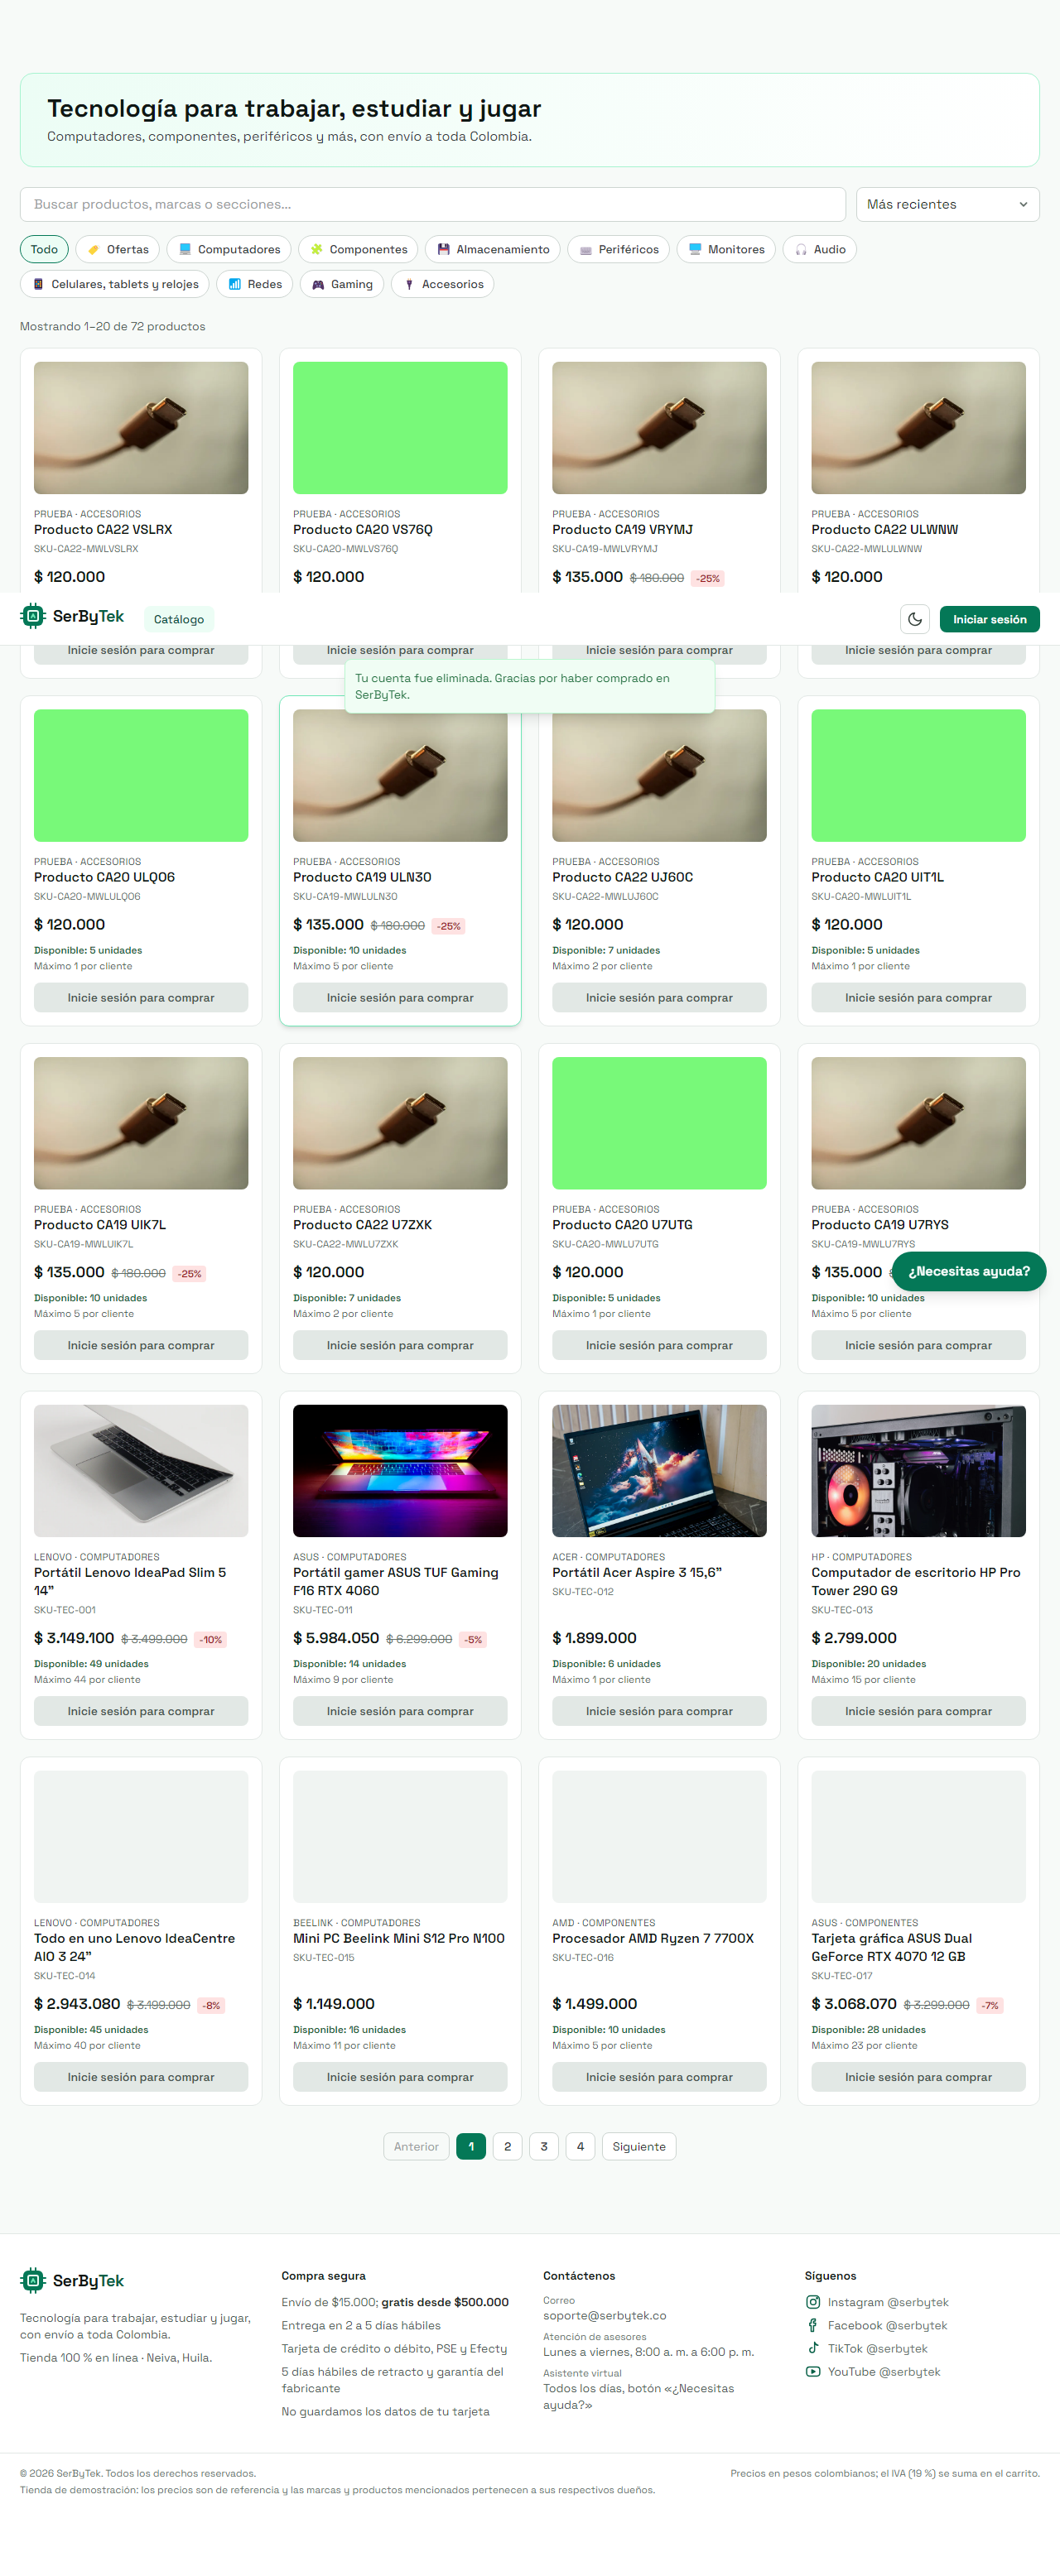 Tecnología para trabajar, estudiar y jugar
Computadores, componentes, periféricos y más, con envío a toda Colombia.
Buscar productos, marcas o secciones...
Más recientes
Todo
Ofertas
Computadores
Componentes
Almacenamiento
Periféricos
Monitores
Audio
Celulares, tablets y relojes
Redes
Gaming
Accesorios
Mostrando 1–20 de 72 productos
PRUEBA · ACCESORIOS
Producto CA22 VSLRX
SKU-CA22-MWLVSLRX
$ 120.000
PRUEBA · ACCESORIOS
Producto CA20 VS76Q
SKU-CA20-MWLVS76Q
$ 120.000
PRUEBA · ACCESORIOS
Producto CA19 VRYMJ
SKU-CA19-MWLVRYMJ
$ 135.000 $ 180.000 -25%
PRUEBA · ACCESORIOS
Producto CA22 ULWNW
SKU-CA22-MWLULWNW
$ 120.000
SerByTek
Catálogo
Iniciar sesión
Inicie sesión para comprar
Inicie sesión para comprar
Inicie sesión para comprar
Inicie sesión para comprar
Tu cuenta fue eliminada. Gracias por haber comprado en
SerByTek.
PRUEBA · ACCESORIOS
Producto CA20 ULQO6
SKU-CA20-MWLULQO6
$ 120.000
Disponible: 5 unidades
Máximo 1 por cliente
Inicie sesión para comprar
PRUEBA · ACCESORIOS
Producto CA19 ULN30
SKU-CA19-MWLULN30
$ 135.000 $ 180.000 -25%
Disponible: 10 unidades
Máximo 5 por cliente
Inicie sesión para comprar
PRUEBA · ACCESORIOS
Producto CA22 UJ60C
SKU-CA22-MWLUJ60C
$ 120.000
Disponible: 7 unidades
Máximo 2 por cliente
Inicie sesión para comprar
PRUEBA · ACCESORIOS
Producto CA20 UIT1L
SKU-CA20-MWLUIT1L
$ 120.000
Disponible: 5 unidades
Máximo 1 por cliente
Inicie sesión para comprar
PRUEBA · ACCESORIOS
Producto CA19 UIK7L
SKU-CA19-MWLUIK7L
$ 135.000 $ 180.000 -25%
Disponible: 10 unidades
Máximo 5 por cliente
Inicie sesión para comprar
PRUEBA · ACCESORIOS
Producto CA22 U7ZXK
SKU-CA22-MWLU7ZXK
$ 120.000
Disponible: 7 unidades
Máximo 2 por cliente
Inicie sesión para comprar
PRUEBA · ACCESORIOS
Producto CA20 U7UTG
SKU-CA20-MWLU7UTG
$ 120.000
Disponible: 5 unidades
Máximo 1 por cliente
Inicie sesión para comprar
PRUEBA · ACCESORIOS
Producto CA19 U7RYS
SKU-CA19-MWLU7RYS
$ 135.000
¿Necesitas ayuda?
Disponible: 10 unidades
Máximo 5 por cliente
Inicie sesión para comprar
LENOVO · COMPUTADORES
Portátil Lenovo IdeaPad Slim 5
14”
SKU-TEC-001
$ 3.149.100 $ 3.499.000 -10%
Disponible: 49 unidades
Máximo 44 por cliente
Inicie sesión para comprar
ASUS · COMPUTADORES
Portátil gamer ASUS TUF Gaming
F16 RTX 4060
SKU-TEC-011
$ 5.984.050 $ 6.299.000 -5%
Disponible: 14 unidades
Máximo 9 por cliente
Inicie sesión para comprar
ACER · COMPUTADORES
Portátil Acer Aspire 3 15,6”
SKU-TEC-012
$ 1.899.000
Disponible: 6 unidades
Máximo 1 por cliente
Inicie sesión para comprar
HP · COMPUTADORES
Computador de escritorio HP Pro
Tower 290 G9
SKU-TEC-013
$ 2.799.000
Disponible: 20 unidades
Máximo 15 por cliente
Inicie sesión para comprar
LENOVO · COMPUTADORES
Todo en uno Lenovo IdeaCentre
AIO 3 24”
SKU-TEC-014
$ 2.943.080 $ 3.199.000 -8%
Disponible: 45 unidades
Máximo 40 por cliente
Inicie sesión para comprar
BEELINK · COMPUTADORES
Mini PC Beelink Mini S12 Pro N100
SKU-TEC-015
$ 1.149.000
Disponible: 16 unidades
Máximo 11 por cliente
Inicie sesión para comprar
AMD · COMPONENTES
Procesador AMD Ryzen 7 7700X
SKU-TEC-016
$ 1.499.000
Disponible: 10 unidades
Máximo 5 por cliente
Inicie sesión para comprar
ASUS · COMPONENTES
Tarjeta gráfica ASUS Dual
GeForce RTX 4070 12 GB
SKU-TEC-017
$ 3.068.070 $ 3.299.000 -7%
Disponible: 28 unidades
Máximo 23 por cliente
Inicie sesión para comprar
Anterior 1 2 3 4 Siguiente
SerByTek
Tecnología para trabajar, estudiar y jugar,
con envío a toda Colombia.
Tienda 100 % en línea · Neiva, Huila.
Compra segura
Envío de $15.000; gratis desde $500.000
Entrega en 2 a 5 días hábiles
Tarjeta de crédito o débito, PSE y Efecty
5 días hábiles de retracto y garantía del
fabricante
No guardamos los datos de tu tarjeta
Contáctenos
Correo
soporte@serbytek.co
Atención de asesores
Lunes a viernes, 8:00 a. m. a 6:00 p. m.
Asistente virtual
Todos los días, botón «¿Necesitas
ayuda?»
Síguenos
Instagram @serbytek
Facebook @serbytek
TikTok @serbytek
YouTube @serbytek
© 2026 SerByTek. Todos los derechos reservados.
Precios en pesos colombianos; el IVA (19 %) se suma en el carrito.
Tienda de demostración: los precios son de referencia y las marcas y productos mencionados pertenecen a sus respectivos dueños.